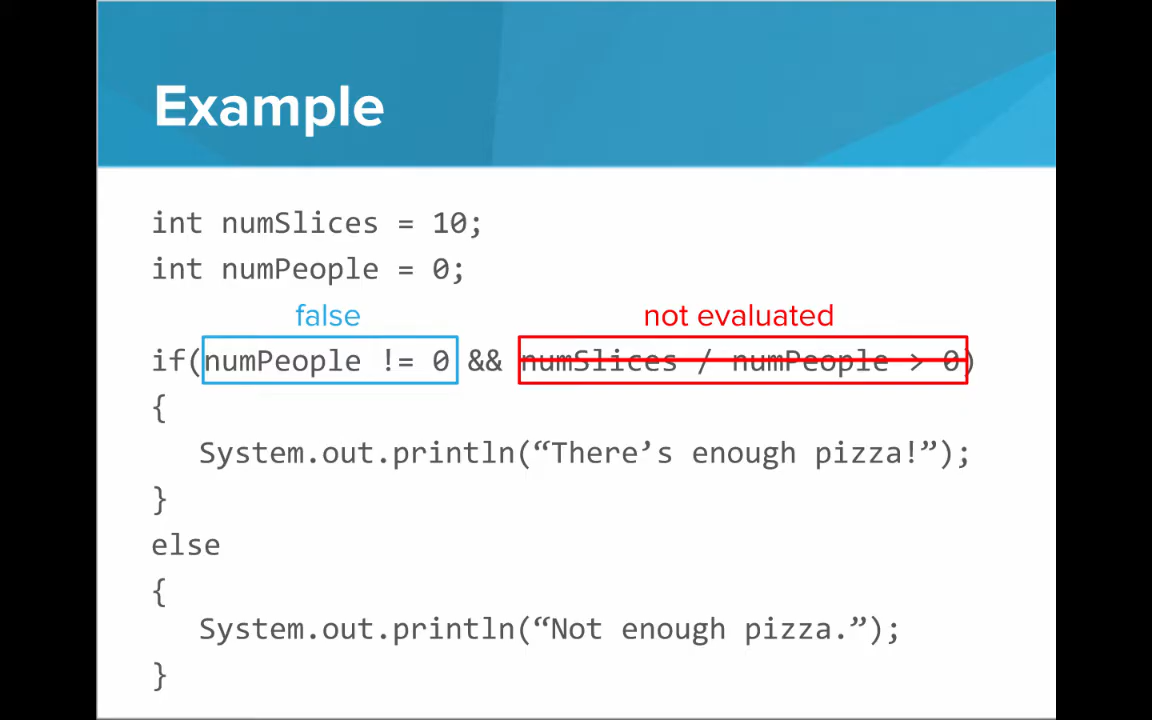 Example
int numSlices = 10;
int numPeople = 0;
false not evaluated
if(numPeople != 0 && numSlices / numPeople > 0)
{
System.out.println(“There’s enough pizza!”);
}
else
{
System.out.println(“Not enough pizza.”);
}